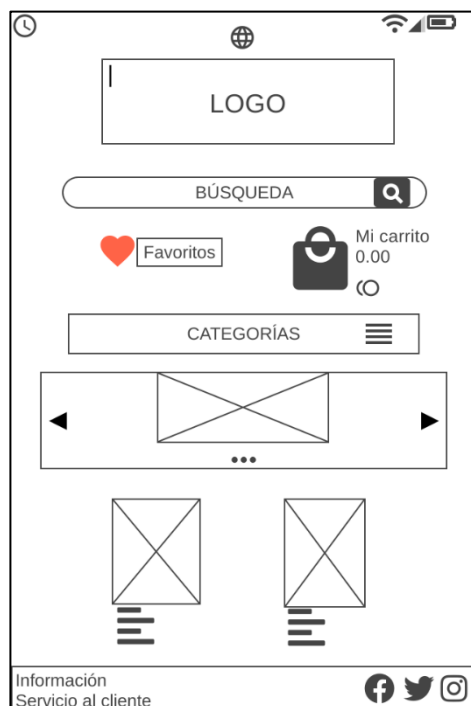 LOGO
BÚSQUEDA
Favoritos
Mi carrito
0.00
CATEGORÍAS
Información
Servicio al cliente